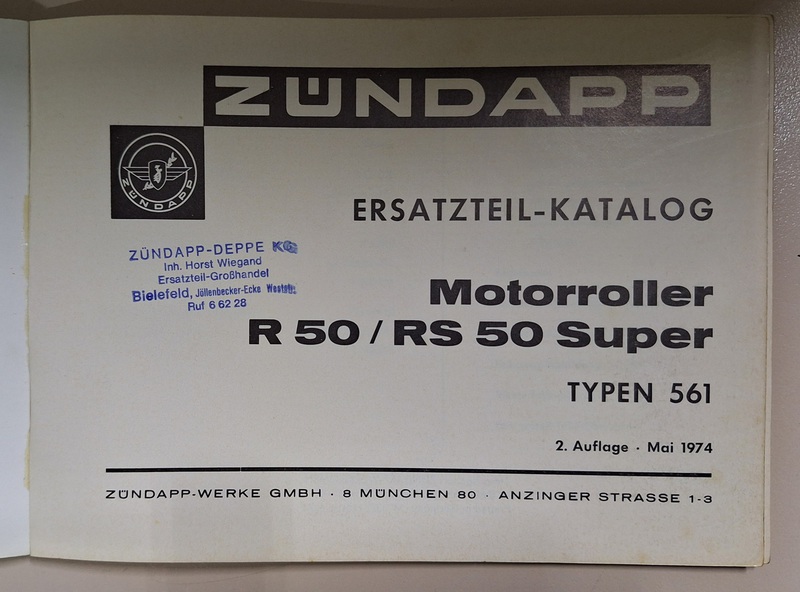 ZÜNDAPP
ZÜNDAPP
ERSATZTEIL-KATALOG
ZÜNDAPP-DEPPE KG
Inh. Horst Wiegand
Ersatzteil-Großhandel
Bielefeld, Jöllenbecker-Ecke Weststr.
Ruf 6 62 28
Motorroller
R 50 / RS 50 Super
TYPEN 561
2. Auflage · Mai 1974
ZÜNDAPP-WERKE GMBH · 8 MÜNCHEN 80 · ANZINGER STRASSE 1-3